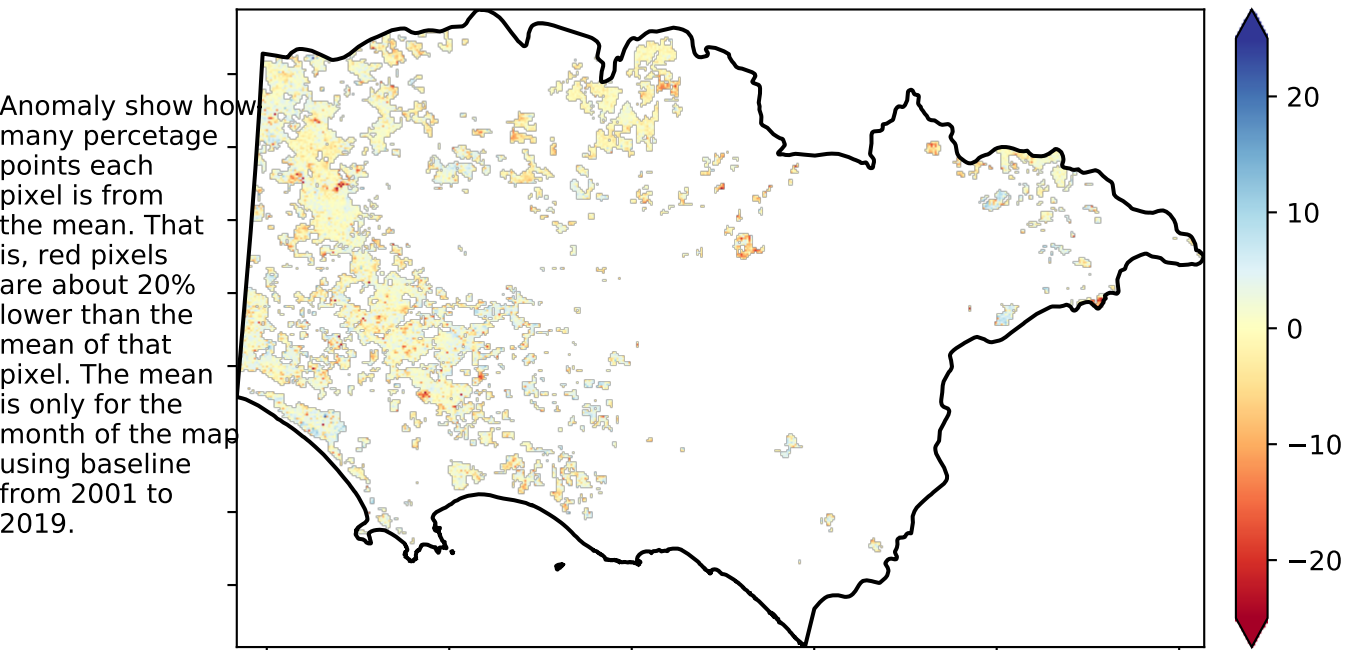 Anomaly show how
many percetage
points each
pixel is from
the mean. That
is, red pixels
are about 20%
lower than the
mean of that
pixel. The mean
is only for the
month of the map
using baseline
from 2001 to
2019.
20
10
0
−10
−20